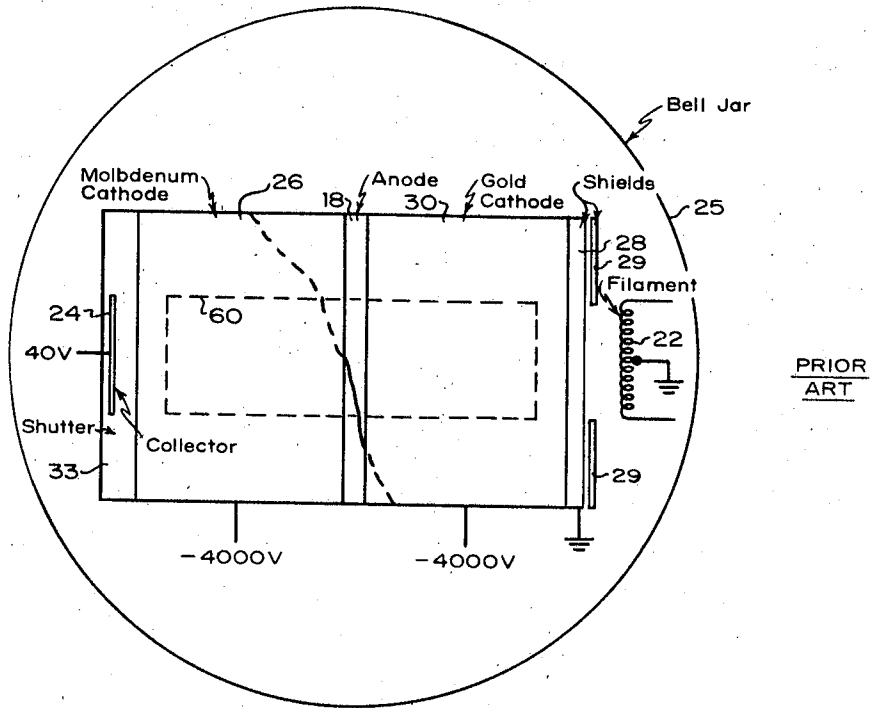 Bell Jar
Molbdenum
Cathode
26
18
Anode
30
Gold
Cathode
Shields
25
28
29
Filament
24
60
22
40V
PRIOR
ART
Shutter
Collector
33
29
-4000V
-4000V